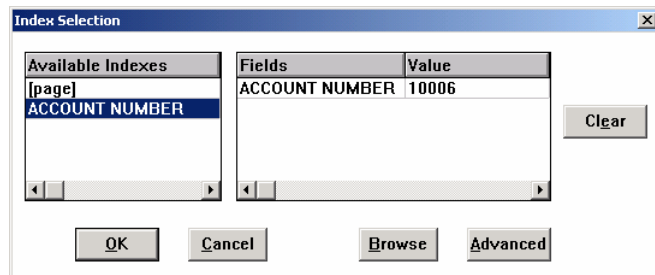 Index Selection
Available Indexes
Fields Value
[page]
ACCOUNT NUMBER 10006
ACCOUNT NUMBER
Clear
OK Cancel Browse Advanced